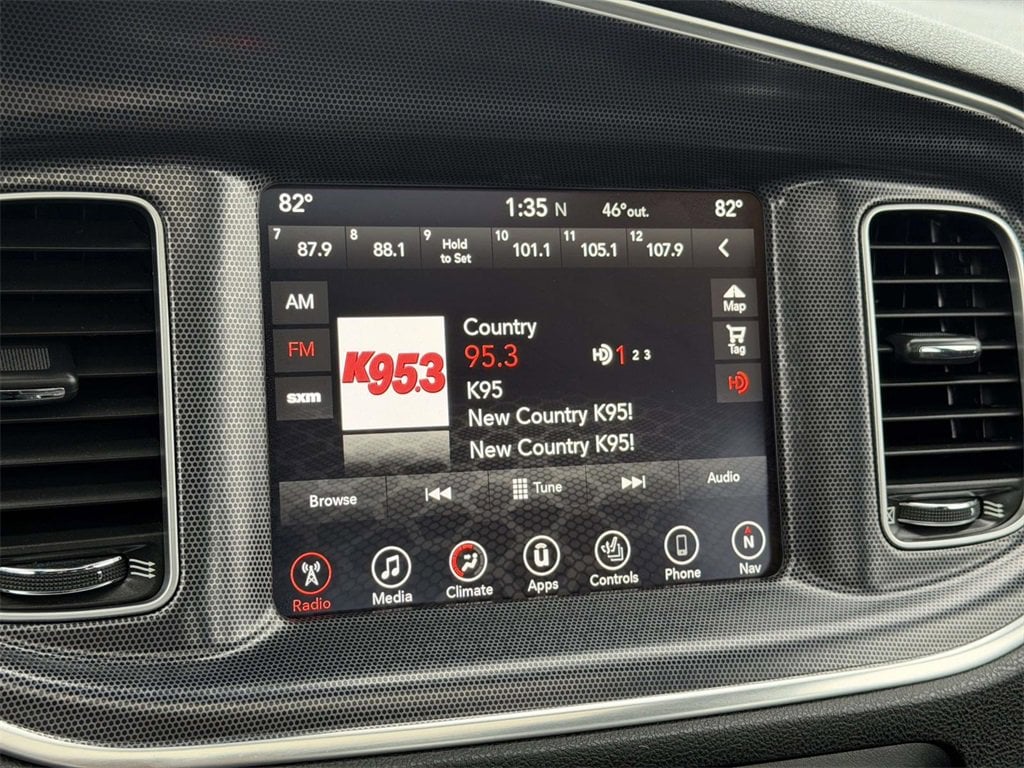 82° 1:35 N 46°out. 82°
7 87.9 8 88.1 9 Hold to Set 10 101.1 11 105.1 12 107.9
AM
FM
sxm
K95.3
Country
95.3 HD1 2 3
K95
New Country K95!
New Country K95!
Map
Tag
HD
Browse Tune Audio
Radio Media Climate Apps Controls Phone N Nav